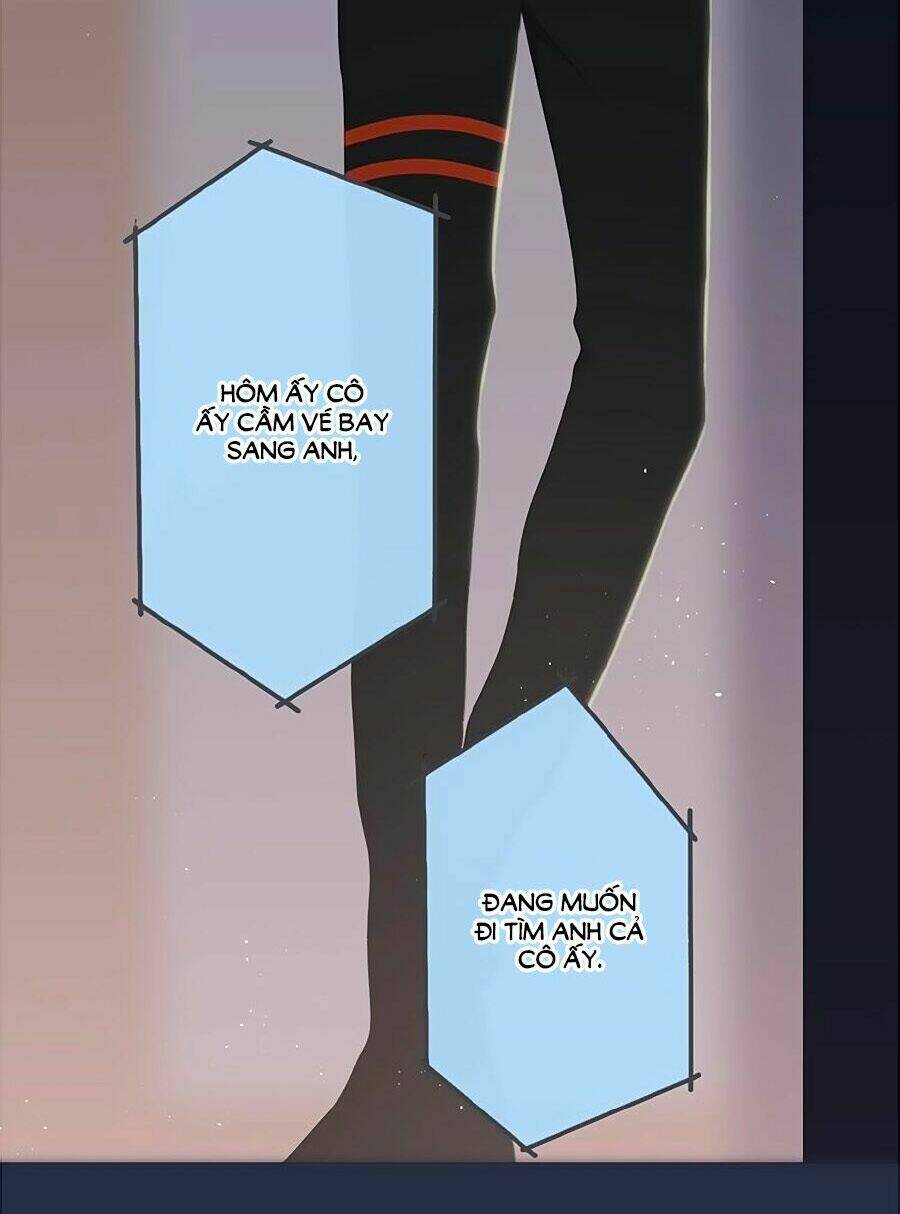 HÔM ẤY CÔ
ẤY CẦM VÉ BAY
SANG ANH,
ĐANG MUỐN
ĐI TÌM ANH CẢ
CÔ ẤY.